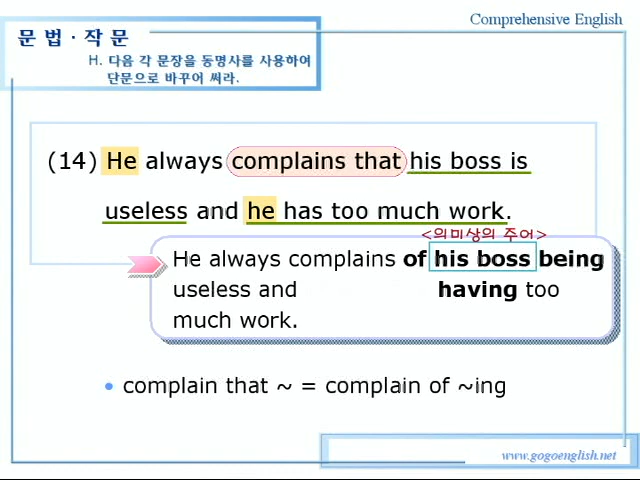 Comprehensive English
문 법 · 작 문
H. 다음 각 문장을 동명사를 사용하여
단문으로 바꾸어 써라.
(14) He always complains that his boss is
useless and he has too much work.
<의미상의 주어>
He always complains of his boss being
useless and having too
much work.
• complain that ~ = complain of ~ing
www.gogoenglish.net